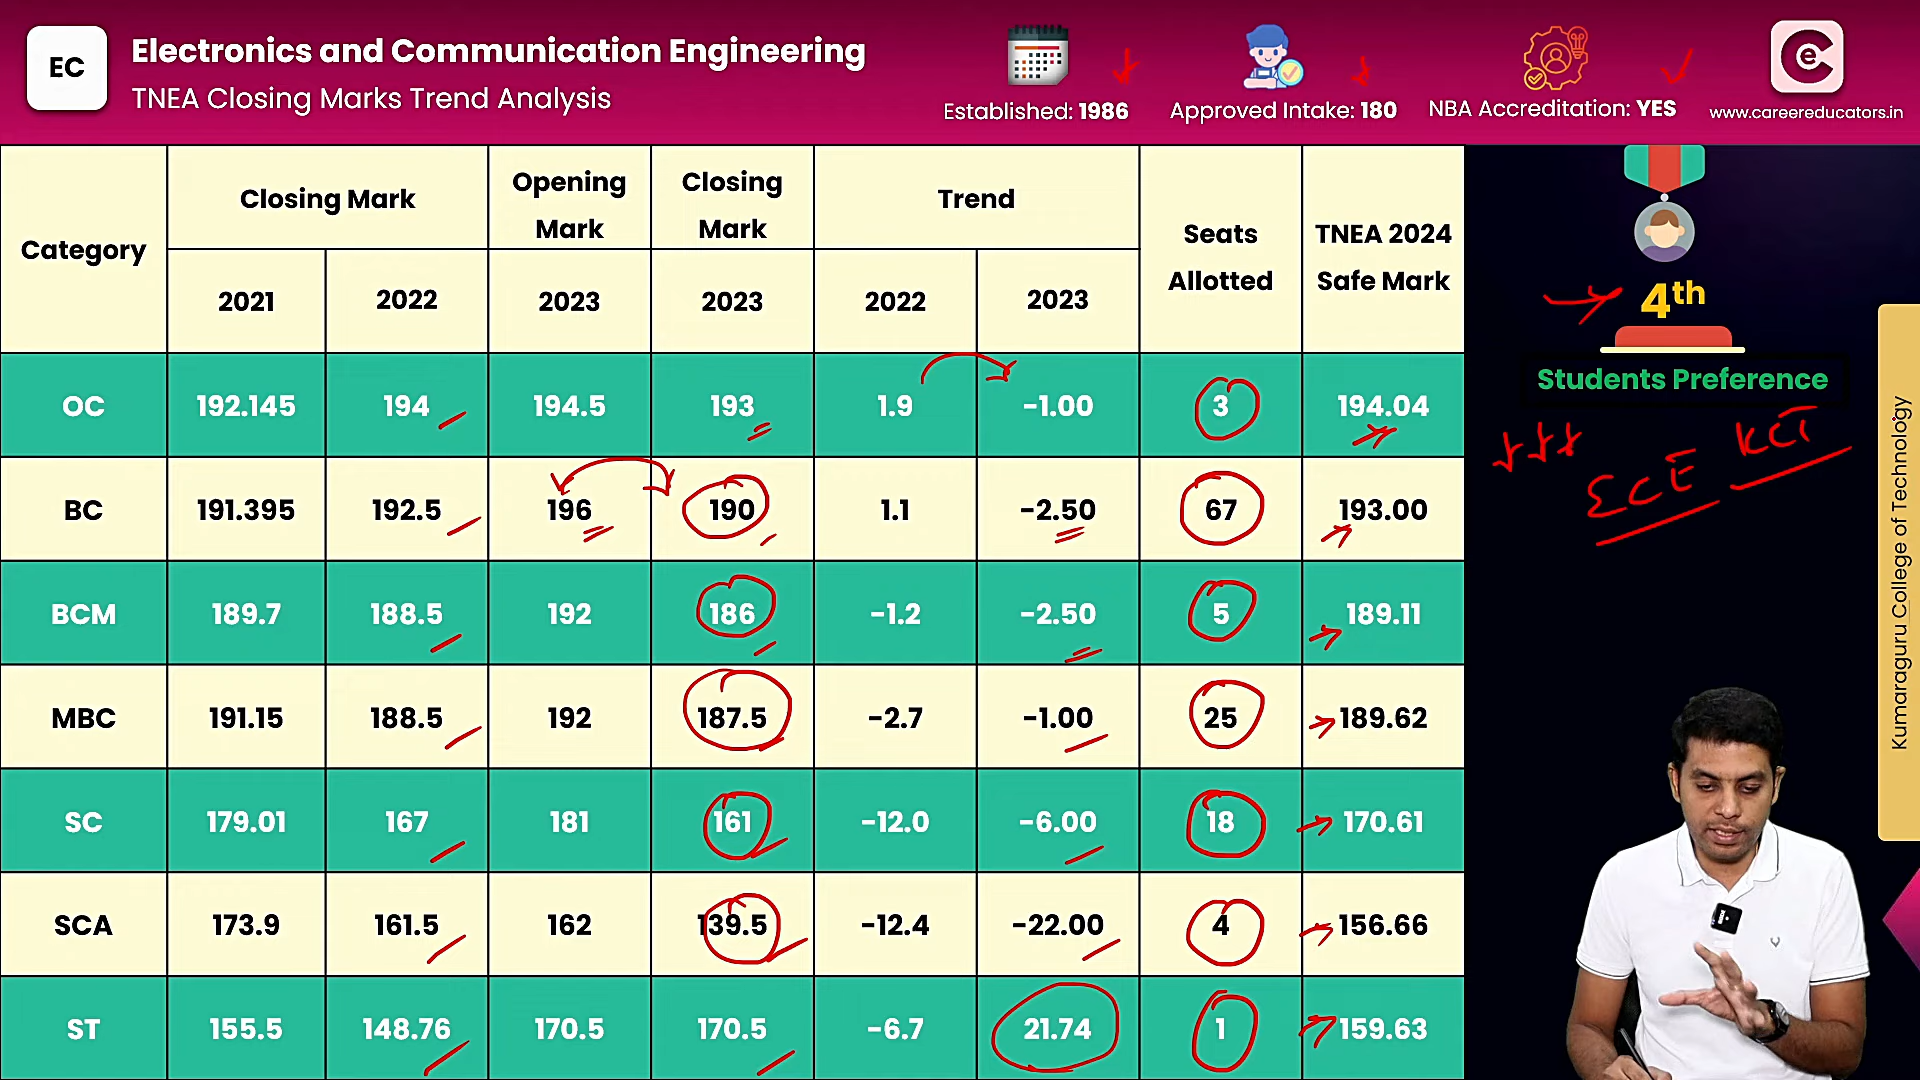 EC
Electronics and Communication Engineering
TNEA Closing Marks Trend Analysis
Established: 1986
Approved Intake: 180
NBA Accreditation: YES
e
www.careereducators.in
Category
Closing Mark
Opening Mark
Closing Mark
Trend
Seats Allotted
TNEA 2024 Safe Mark
2021 2022 2023 2023 2022 2023
OC 192.145 194 194.5 193 1.9 -1.00 3 194.04
BC 191.395 192.5 196 190 1.1 -2.50 67 193.00
BCM 189.7 188.5 192 186 -1.2 -2.50 5 189.11
MBC 191.15 188.5 192 187.5 -2.7 -1.00 25 189.62
SC 179.01 167 181 161 -12.0 -6.00 18 170.61
SCA 173.9 161.5 162 139.5 -12.4 -22.00 4 156.66
ST 155.5 148.76 170.5 170.5 -6.7 21.74 1 159.63
4th
Students Preference
ECE KCT
Kumaraguru College of Technology